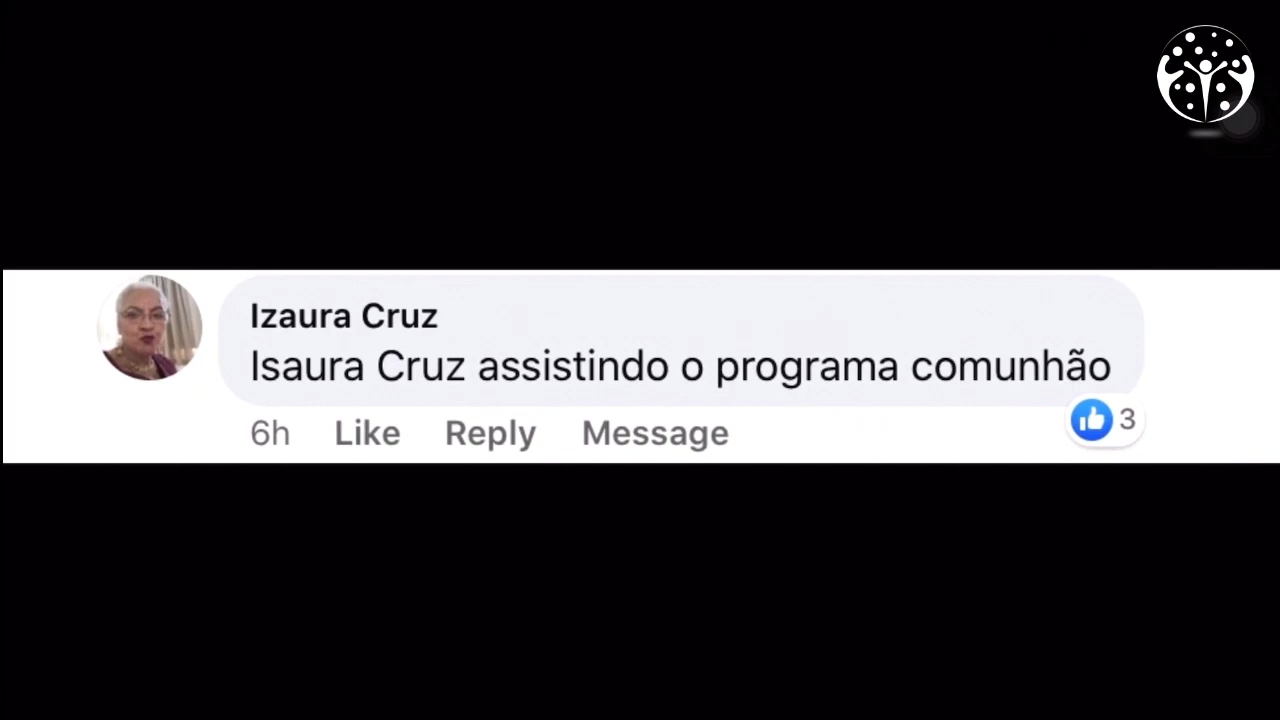 Izaura Cruz
Isaura Cruz assistindo o programa comunhão
6h Like Reply Message 3